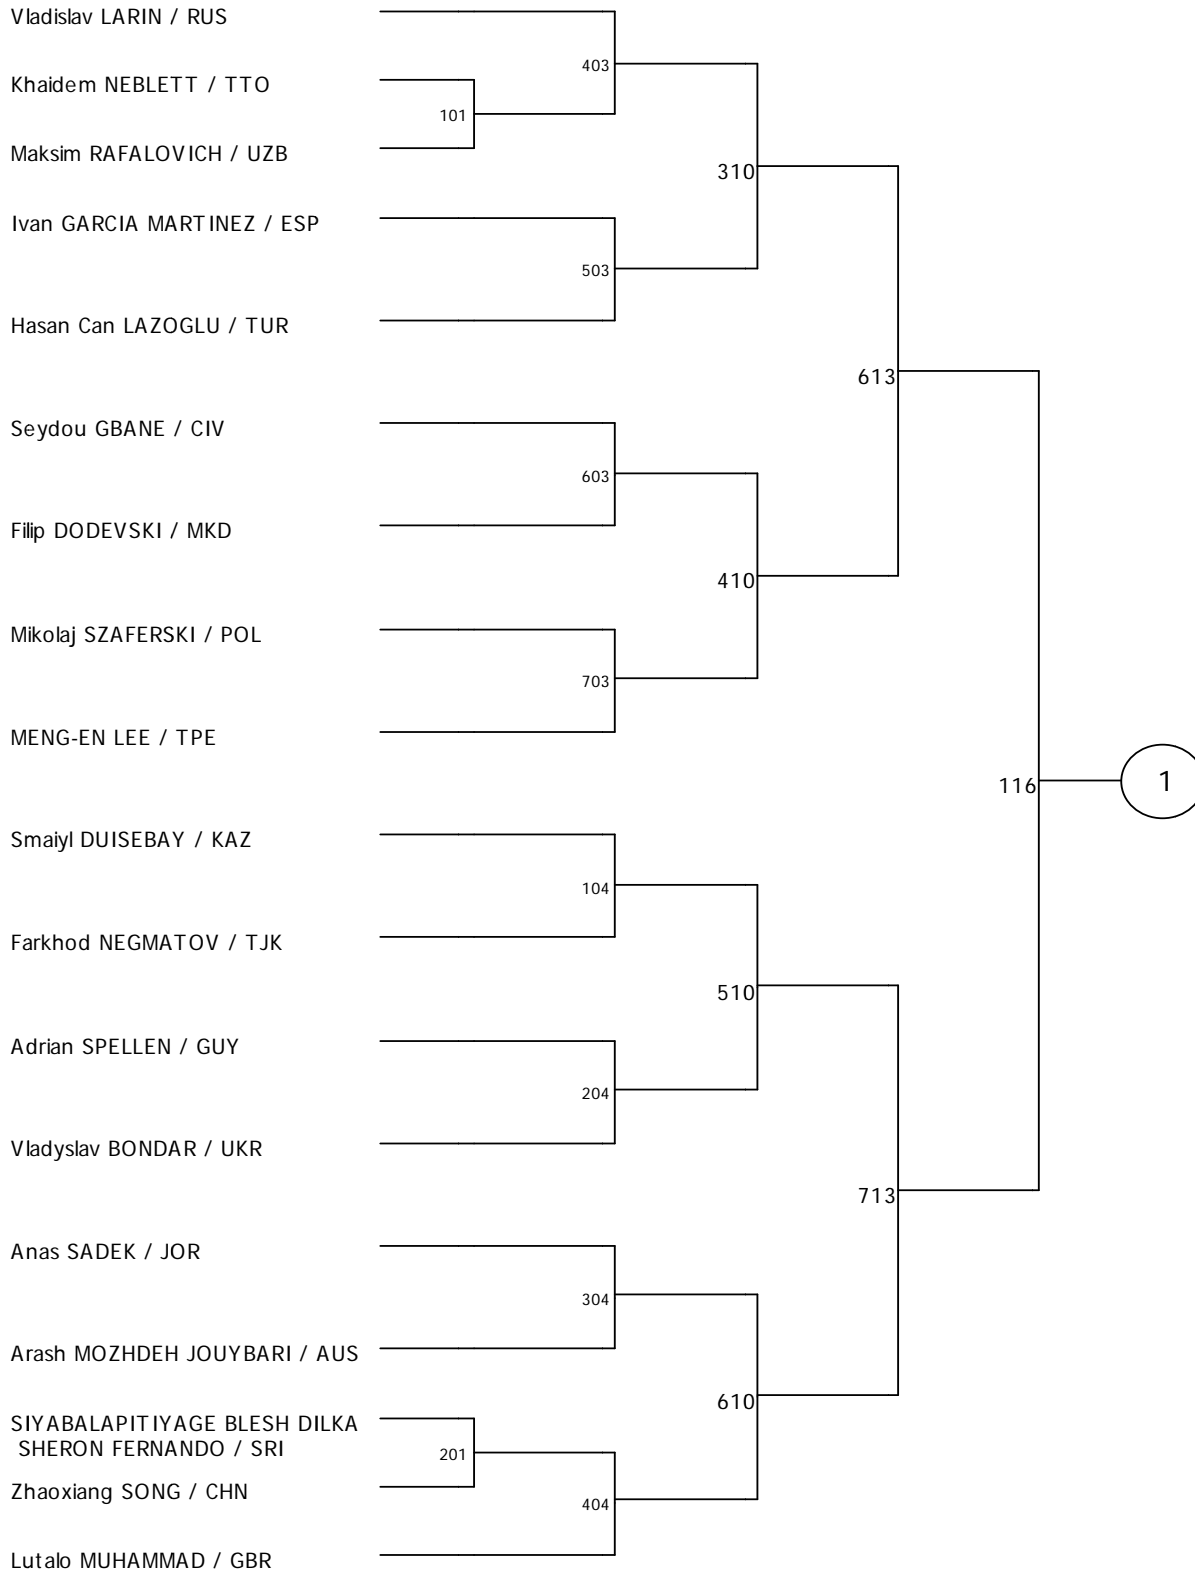 Vladislav LARIN / RUS
403
Khaidem NEBLETT / TTO
101
Maksim RAFALOVICH / UZB
310
Ivan GARCIA MARTINEZ / ESP
503
Hasan Can LAZOGLU / TUR
613
Seydou GBANE / CIV
603
Filip DODEVSKI / MKD
410
Mikolaj SZAFERSKI / POL
703
MENG-EN LEE / TPE
116
1
Smaiyl DUISEBAY / KAZ
104
Farkhod NEGMATOV / TJK
510
Adrian SPELLEN / GUY
204
Vladyslav BONDAR / UKR
713
Anas SADEK / JOR
304
Arash MOZHDEH JOUYBARI / AUS
610
SIYABALAPITIYAGE BLESH DILKA
SHERON FERNANDO / SRI
201
Zhaoxiang SONG / CHN
404
Lutalo MUHAMMAD / GBR